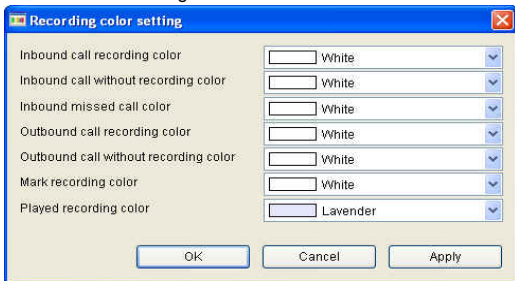 Recording color setting
Inbound call recording color White
Inbound call without recording color White
Inbound missed call color White
Outbound call recording color White
Outbound call without recording color White
Mark recording color White
Played recording color Lavender
OK Cancel Apply